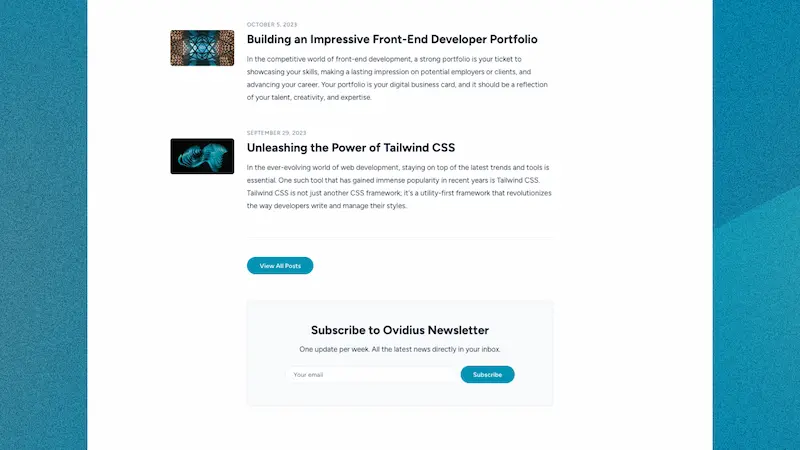 OCTOBER 5, 2023
Building an Impressive Front-End Developer Portfolio
In the competitive world of front-end development, a strong portfolio is your ticket to
showcasing your skills, making a lasting impression on potential employers or clients, and
advancing your career. Your portfolio is your digital business card, and it should be a reflection
of your talent, creativity, and expertise.
SEPTEMBER 29, 2023
Unleashing the Power of Tailwind CSS
In the ever-evolving world of web development, staying on top of the latest trends and tools is
essential. One such tool that has gained immense popularity in recent years is Tailwind CSS.
Tailwind CSS is not just another CSS framework; it's a utility-first framework that revolutionizes
the way developers write and manage their styles.
View All Posts
Subscribe to Ovidius Newsletter
One update per week. All the latest news directly in your inbox.
Your email
Subscribe